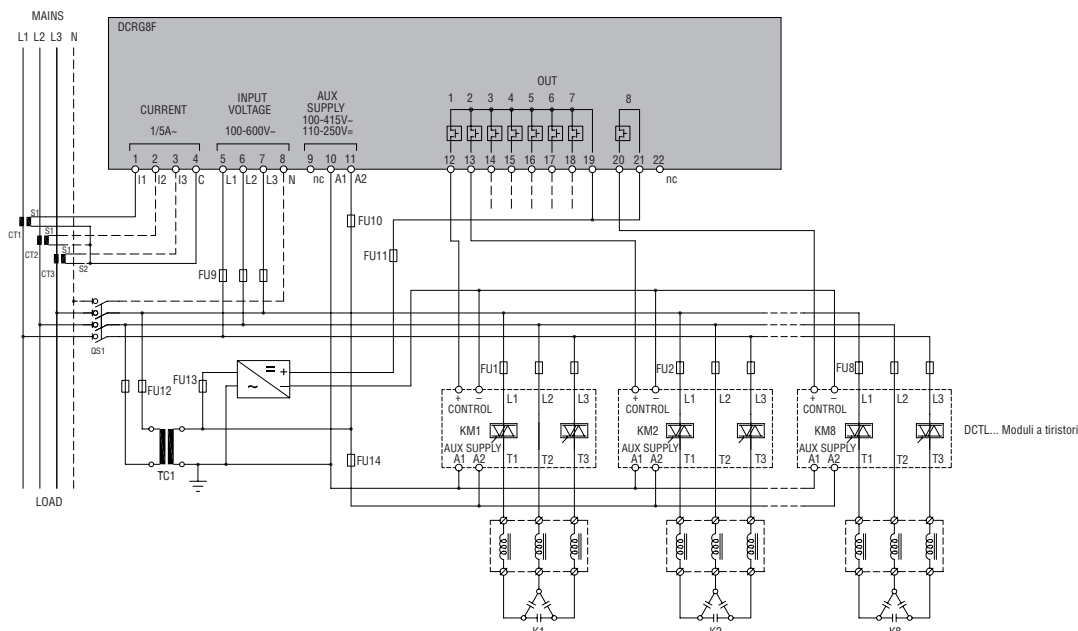 MAINS
L1 L2 L3 N
DCRG8F
CURRENT
1/5A~
INPUT
VOLTAGE
100-600V~
AUX
SUPPLY
100-415V~
110-250V=
OUT
1 2 3 4 5 6 7 8
1 2 3 4 5 6 7 8 9 10 11 12 13 14 15 16 17 18 19 20 21 22
I1 I2 I3 C L1 L2 L3 N nc A1 A2 nc
S1
CT1
S1
CT2
S1
CT3
S2
FU10
FU11
FU9
QS1
FU12
FU13
= +
~ –
FU1 FU2 FU8
+ – L1 L2 L3
CONTROL
KM1
AUX SUPPLY
A1 A2 T1 T2 T3
+ – L1 L2 L3
CONTROL
KM2
AUX SUPPLY
A1 A2 T1 T2 T3
+ – L1 L2 L3
CONTROL
KM8
AUX SUPPLY
A1 A2 T1 T2 T3
DCTL... Moduli a tiristori
FU14
TC1
LOAD
K1 K2 K8